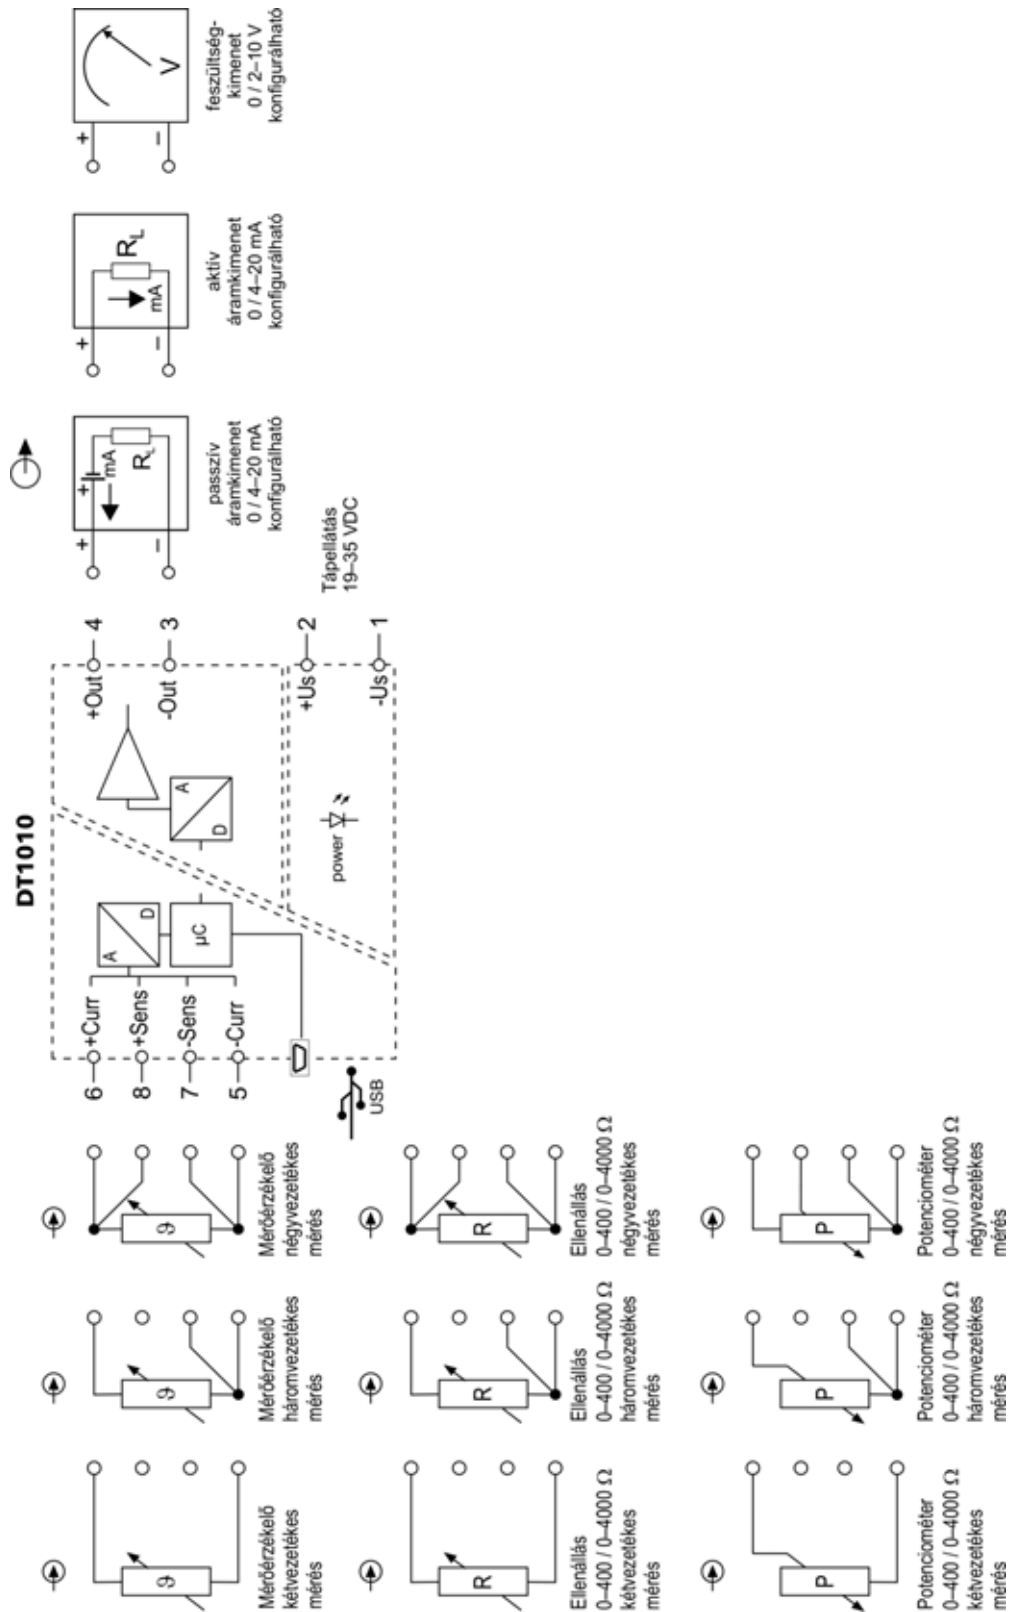 DT1010
Mérőérzékelő
kétvezetékes
mérés
Mérőérzékelő
háromvezetékes
mérés
Mérőérzékelő
négyvezetékes
mérés
ϑ
ϑ
ϑ
Ellenállás
0–400 / 0–4000 Ω
kétvezetékes
mérés
Ellenállás
0–400 / 0–4000 Ω
háromvezetékes
mérés
Ellenállás
0–400 / 0–4000 Ω
négyvezetékes
mérés
R
R
R
Potenciométer
0–400 / 0–4000 Ω
kétvezetékes
mérés
Potenciométer
0–400 / 0–4000 Ω
háromvezetékes
mérés
Potenciométer
0–400 / 0–4000 Ω
négyvezetékes
mérés
P
P
P
6 +Curr
8 +Sens
7 -Sens
5 -Curr
USB
A
D
µC
A
D
power
+Out 4
-Out 3
+Us 2
-Us 1
Tápellátás
19–35 VDC
+
–
+
mA
RL
passzív
áramkimenet
0 / 4–20 mA
konfigurálható
+
–
mA
RL
aktív
áramkimenet
0 / 4–20 mA
konfigurálható
+
–
V
feszültség-
kimenet
0 / 2–10 V
konfigurálható